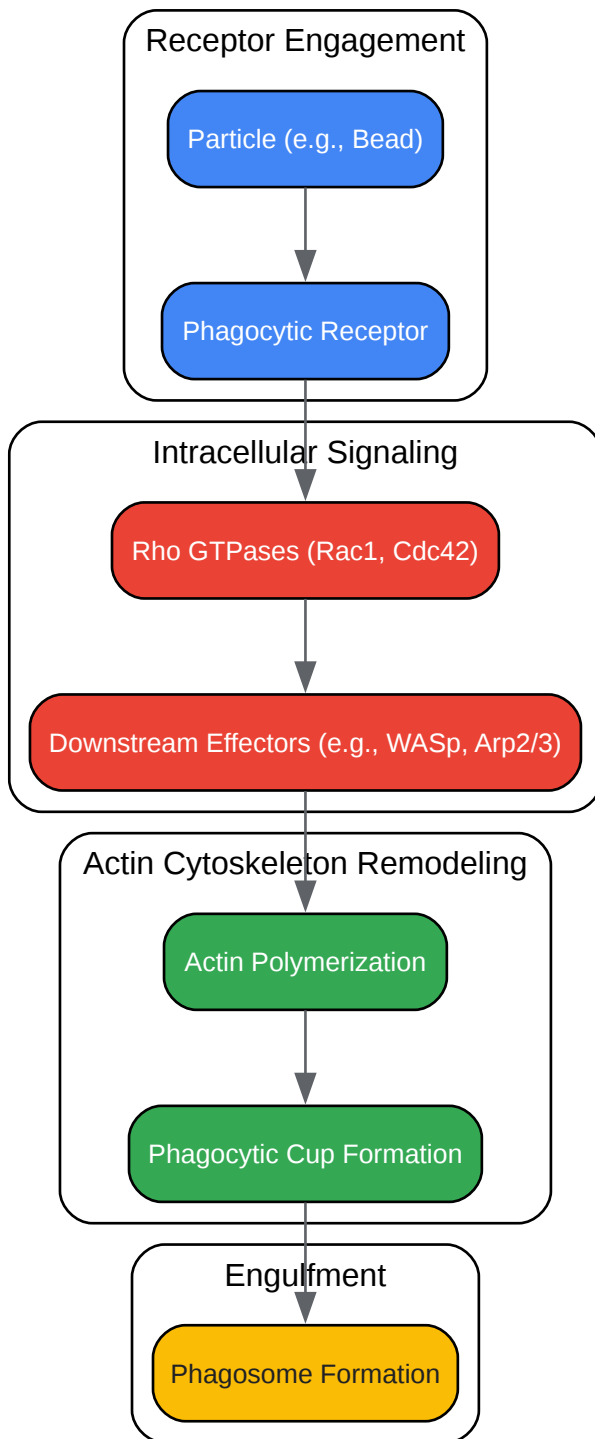 Receptor Engagement
Particle (e.g., Bead)
Phagocytic Receptor
Intracellular Signaling
Rho GTPases (Rac1, Cdc42)
Downstream Effectors (e.g., WASp, Arp2/3)
Actin Cytoskeleton Remodeling
Actin Polymerization
Phagocytic Cup Formation
Engulfment
Phagosome Formation